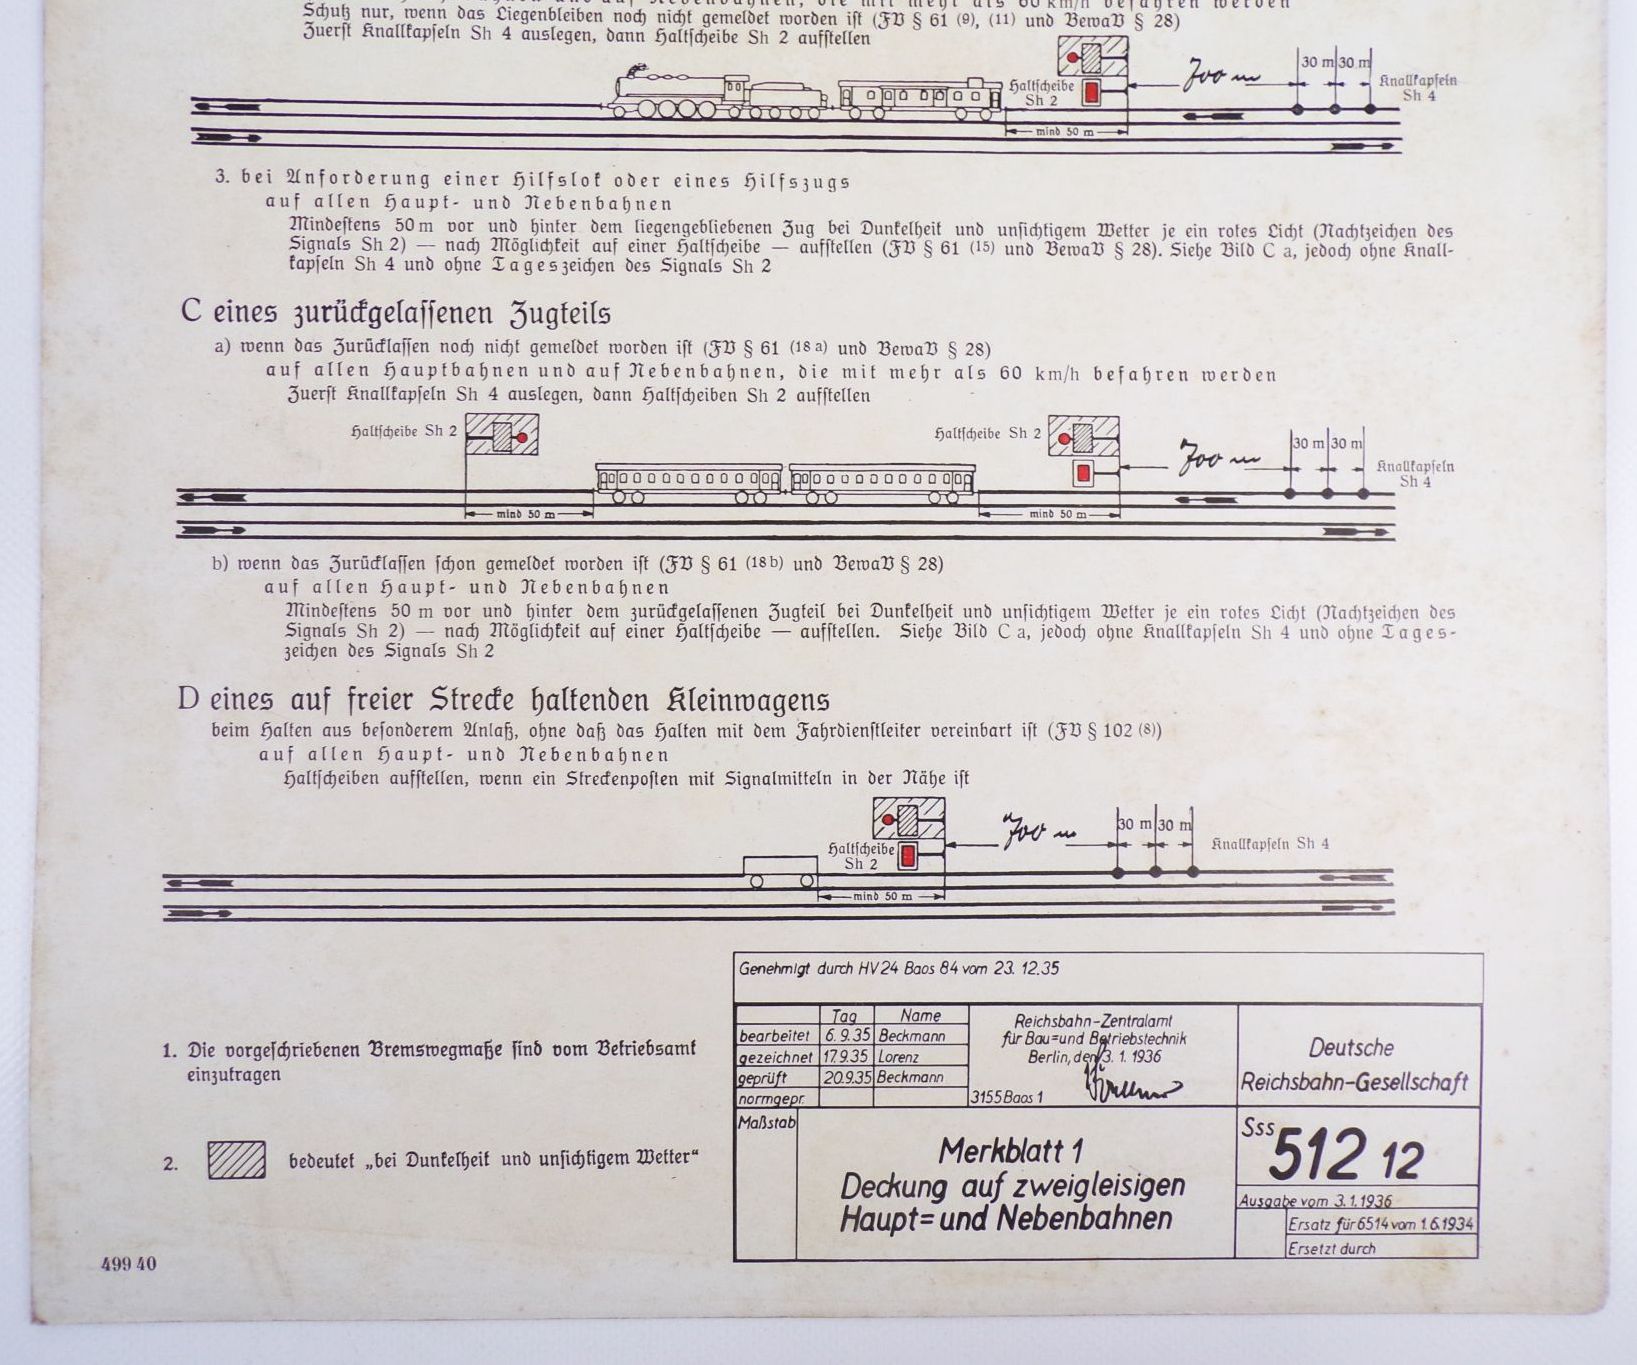 auf allen Hauptbahnen und auf Nebenbahnen, die mit mehr als 60 km/h befahren werden
Schutz nur, wenn das Liegenbleiben noch nicht gemeldet worden ist (FV § 61 (9), (11) und BewaV § 28)
Zuerst Knallkapseln Sh 4 auslegen, dann Haltscheibe Sh 2 aufstellen
Haltscheibe
Sh 2
700 m
30 m 30 m
Knallkapseln
Sh 4
mind 50 m
3. bei Anforderung einer Hilfslok oder eines Hilfszugs
auf allen Haupt- und Nebenbahnen
Mindestens 50 m vor und hinter dem liegengebliebenen Zug bei Dunkelheit und unsichtigem Wetter je ein rotes Licht (Nachtzeichen des
Signals Sh 2) — nach Möglichkeit auf einer Haltscheibe — aufstellen (FV § 61 (15) und BewaV § 28). Siehe Bild C a, jedoch ohne Knall-
kapseln Sh 4 und ohne Tageszeichen des Signals Sh 2
C eines zurückgelassenen Zugteils
a) wenn das Zurücklassen noch nicht gemeldet worden ist (FV § 61 (18 a) und BewaV § 28)
auf allen Hauptbahnen und auf Nebenbahnen, die mit mehr als 60 km/h befahren werden
Zuerst Knallkapseln Sh 4 auslegen, dann Haltscheiben Sh 2 aufstellen
Haltscheibe Sh 2
Haltscheibe Sh 2
700 m
30 m 30 m
Knallkapseln
Sh 4
mind 50 m
mind 50 m
b) wenn das Zurücklassen schon gemeldet worden ist (FV § 61 (18 b) und BewaV § 28)
auf allen Haupt- und Nebenbahnen
Mindestens 50 m vor und hinter dem zurückgelassenen Zugteil bei Dunkelheit und unsichtigem Wetter je ein rotes Licht (Nachtzeichen des
Signals Sh 2) — nach Möglichkeit auf einer Haltscheibe — aufstellen. Siehe Bild C a, jedoch ohne Knallkapseln Sh 4 und ohne Tages-
zeichen des Signals Sh 2
D eines auf freier Strecke haltenden Kleinwagens
beim Halten aus besonderem Anlaß, ohne daß das Halten mit dem Fahrdienstleiter vereinbart ist (FV § 102 (8))
auf allen Haupt- und Nebenbahnen
Haltscheiben aufstellen, wenn ein Streckenposten mit Signalmitteln in der Nähe ist
Haltscheibe
Sh 2
700 m
30 m 30 m
Knallkapseln Sh 4
mind 50 m
1. Die vorgeschriebenen Bremswegmaße sind vom Betriebsamt
einzutragen
2. bedeutet „bei Dunkelheit und unsichtigem Wetter“
499 40
Genehmigt durch HV 24 Baos 84 vom 23. 12. 35
Tag Name
bearbeitet 6. 9. 35 Beckmann
gezeichnet 17.9.35 Lorenz
geprüft 20.9.35 Beckmann
normgepr.
Reichsbahn-Zentralamt
für Bau= und Betriebstechnik
Berlin, den 3. 1. 1936
3155 Baos 1
Deutsche
Reichsbahn-Gesellschaft
Maßstab
Merkblatt 1
Deckung auf zweigleisigen
Haupt= und Nebenbahnen
Sss 512 12
Ausgabe vom 3.1.1936
Ersatz für 6514 vom 1.6.1934
Ersetzt durch